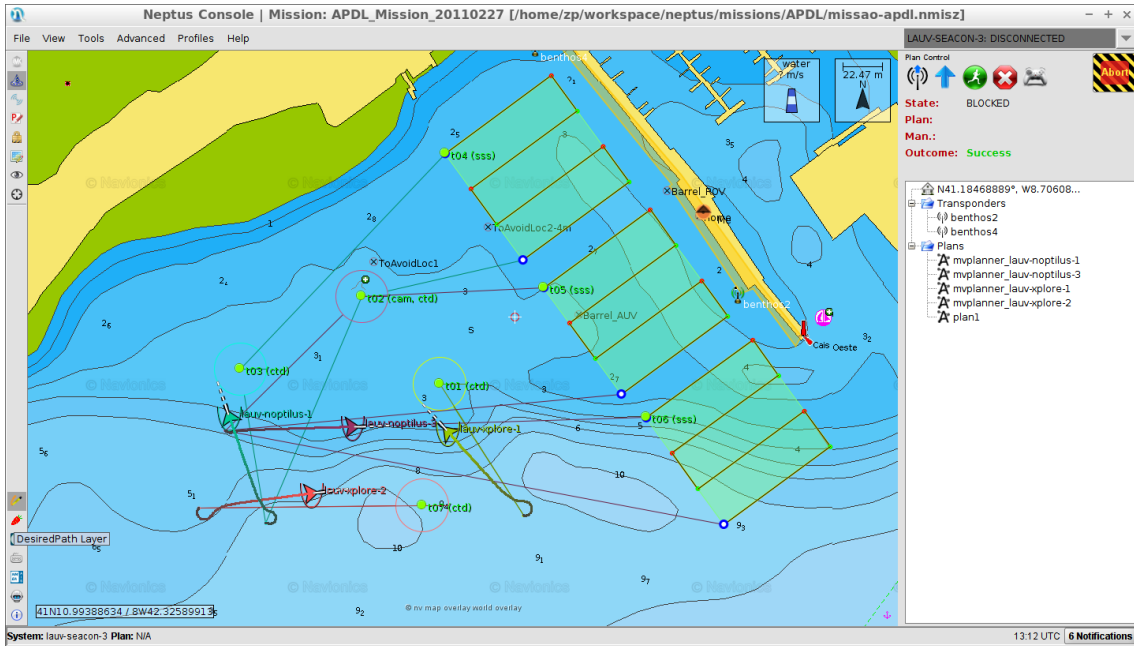 Neptus Console | Mission: APDL_Mission_20110227 [/home/zp/workspace/neptus/missions/APDL/missao-apdl.nmisz]
File View Tools Advanced Profiles Help
LAUV-SEACON-3: DISCONNECTED
Plan Control
Abort
State: BLOCKED
Plan:
Man.:
Outcome: Success
N41.18468889°, W8.70608...
Transponders
benthos2
benthos4
Plans
mvplanner_lauv-noptilus-1
mvplanner_lauv-noptilus-3
mvplanner_lauv-xplore-1
mvplanner_lauv-xplore-2
plan1
benthos4
water
? m/s
22.47 m
N
t04 (sss)
Barrel_ROV
ToAvoidLoc2-4m
ToAvoidLoc1
t02 (cam, ctd)
t05 (sss)
benthos2
Barrel_AUV
Cais Oeste
t03 (ctd)
t01 (ctd)
lauv-noptilus-1
t06 (sss)
lauv-noptilus-3
lauv-xplore-1
lauv-xplore-2
t07 (ctd)
DesiredPath Layer
© Navionics
© nv map overlay world overlay
41N10.99388634 / 8W42.32589913
System: lauv-seacon-3 Plan: N/A
13:12 UTC 6 Notifications